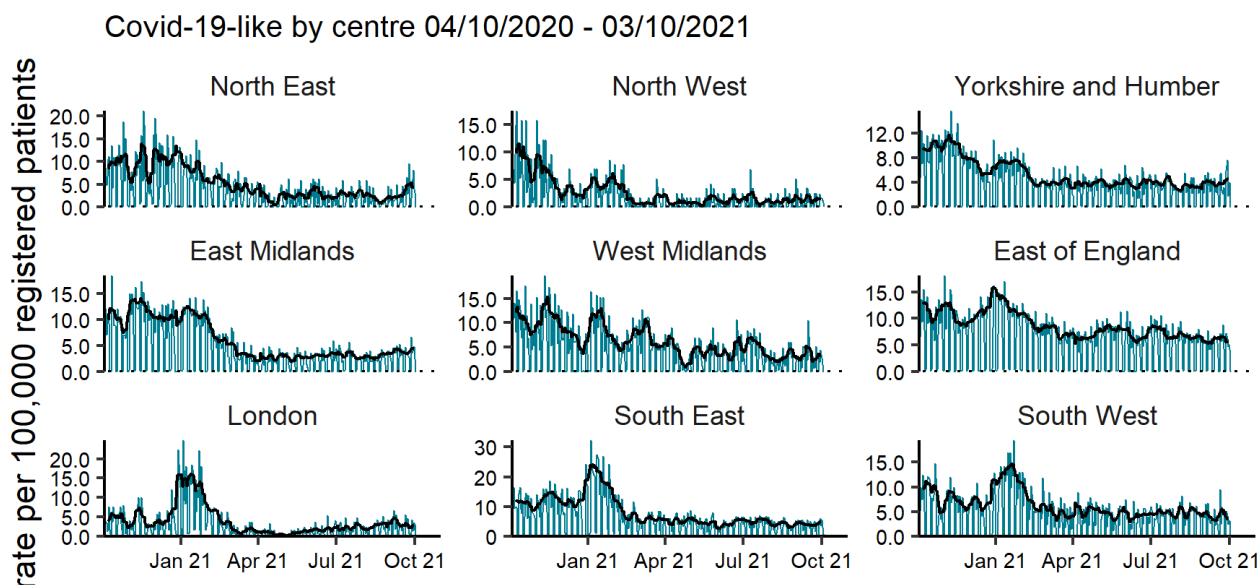 Covid-19-like by centre 04/10/2020 - 03/10/2021
rate per 100,000 registered patients
North East
20.0
15.0
10.0
5.0
0.0
North West
15.0
10.0
5.0
0.0
Yorkshire and Humber
12.0
8.0
4.0
0.0
East Midlands
15.0
10.0
5.0
0.0
West Midlands
15.0
10.0
5.0
0.0
East of England
15.0
10.0
5.0
0.0
London
20.0
15.0
10.0
5.0
0.0
Jan 21 Apr 21 Jul 21 Oct 21
South East
30
20
10
0
Jan 21 Apr 21 Jul 21 Oct 21
South West
15.0
10.0
5.0
0.0
Jan 21 Apr 21 Jul 21 Oct 21